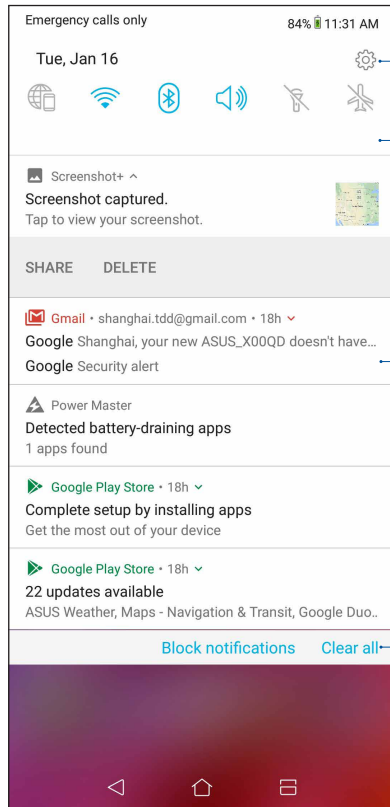 Emergency calls only 84% 11:31 AM
Tue, Jan 16
Screenshot+
Screenshot captured.
Tap to view your screenshot.
SHARE DELETE
Gmail • shanghai.tdd@gmail.com • 18h
Google Shanghai, your new ASUS_X00QD doesn't have...
Google Security alert
Power Master
Detected battery-draining apps
1 apps found
Google Play Store • 18h
Complete setup by installing apps
Get the most out of your device
Google Play Store • 18h
22 updates available
ASUS Weather, Maps - Navigation & Transit, Google Duo..
Block notifications Clear all